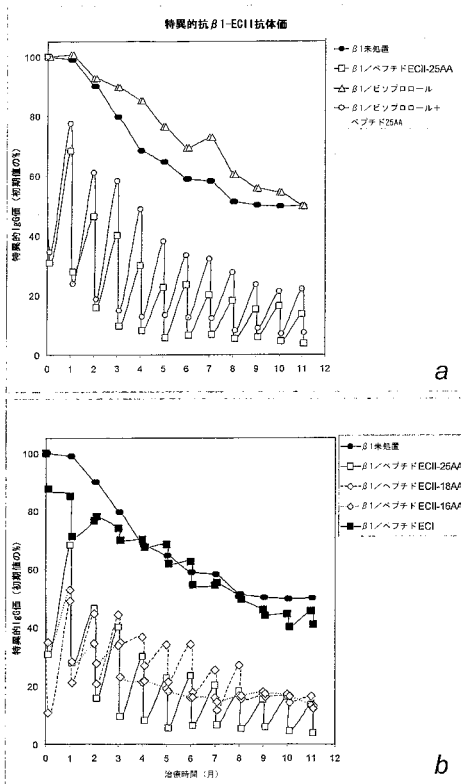 特異的抗β1-ECII抗体価
β1未処置
β1/ペプチドECII-25AA
β1/ビソプロロール
β1/ビソプロロール+
ペプチド25AA
特異的IgG価(初期値の%)
100
80
60
40
20
0
0 1 2 3 4 5 6 7 8 9 10 11 12
a
β1未処置
β1/ペプチドECII-25AA
β1/ペプチドECII-18AA
β1/ペプチドECII-16AA
β1/ペプチドECI
特異的IgG価(初期値の%)
100
80
60
40
20
0
0 1 2 3 4 5 6 7 8 9 10 11 12
治療時間(月)
b